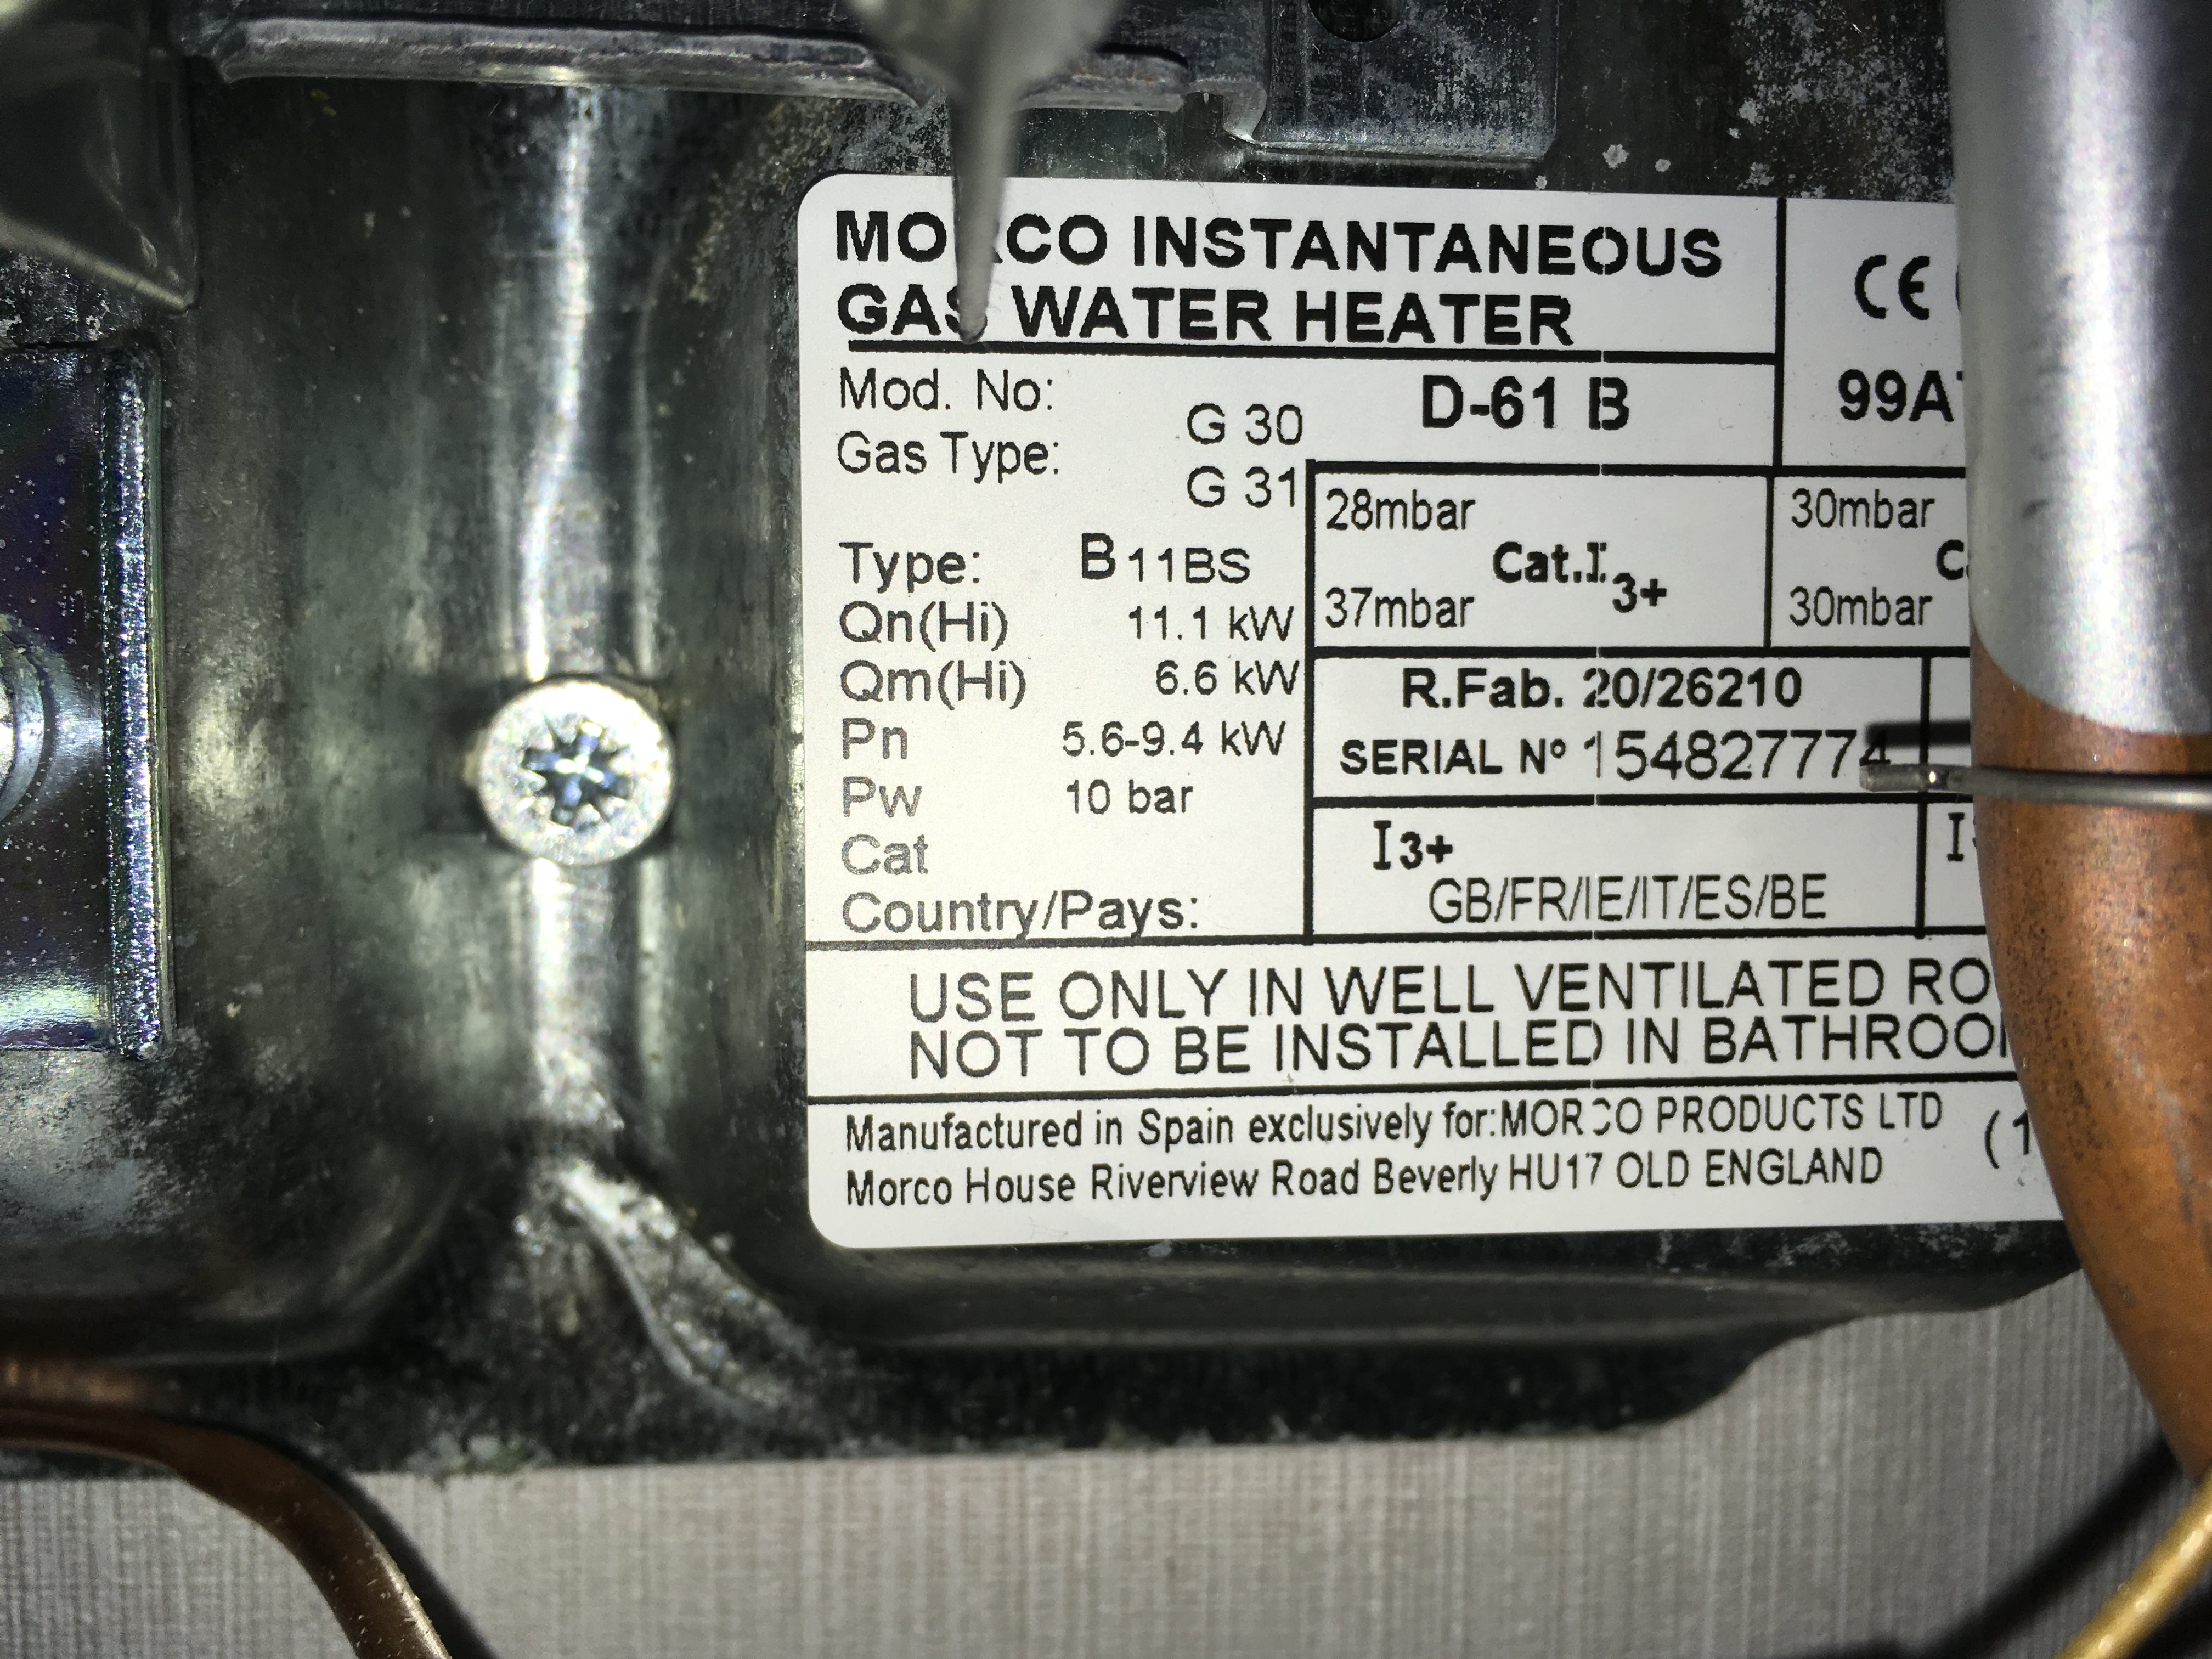 MORCO INSTANTANEOUS
GAS WATER HEATER
CE
99A
Mod. No: D-61 B
Gas Type: G 30
G 31
28mbar
Cat.I3+
37mbar
30mbar
30mbar
Type: B11BS
Qn(Hi) 11.1 kW
Qm(Hi) 6.6 kW
Pn 5.6-9.4 kW
Pw 10 bar
Cat
Country/Pays:
R.Fab. 20/26210
SERIAL Nº 154827774
I3+
GB/FR/IE/IT/ES/BE
USE ONLY IN WELL VENTILATED
NOT TO BE INSTALLED IN
Manufactured in Spain exclusively for:MORCO PRODUCTS LTD
Morco House Riverview Road Beverly HU17 OLD ENGLAND